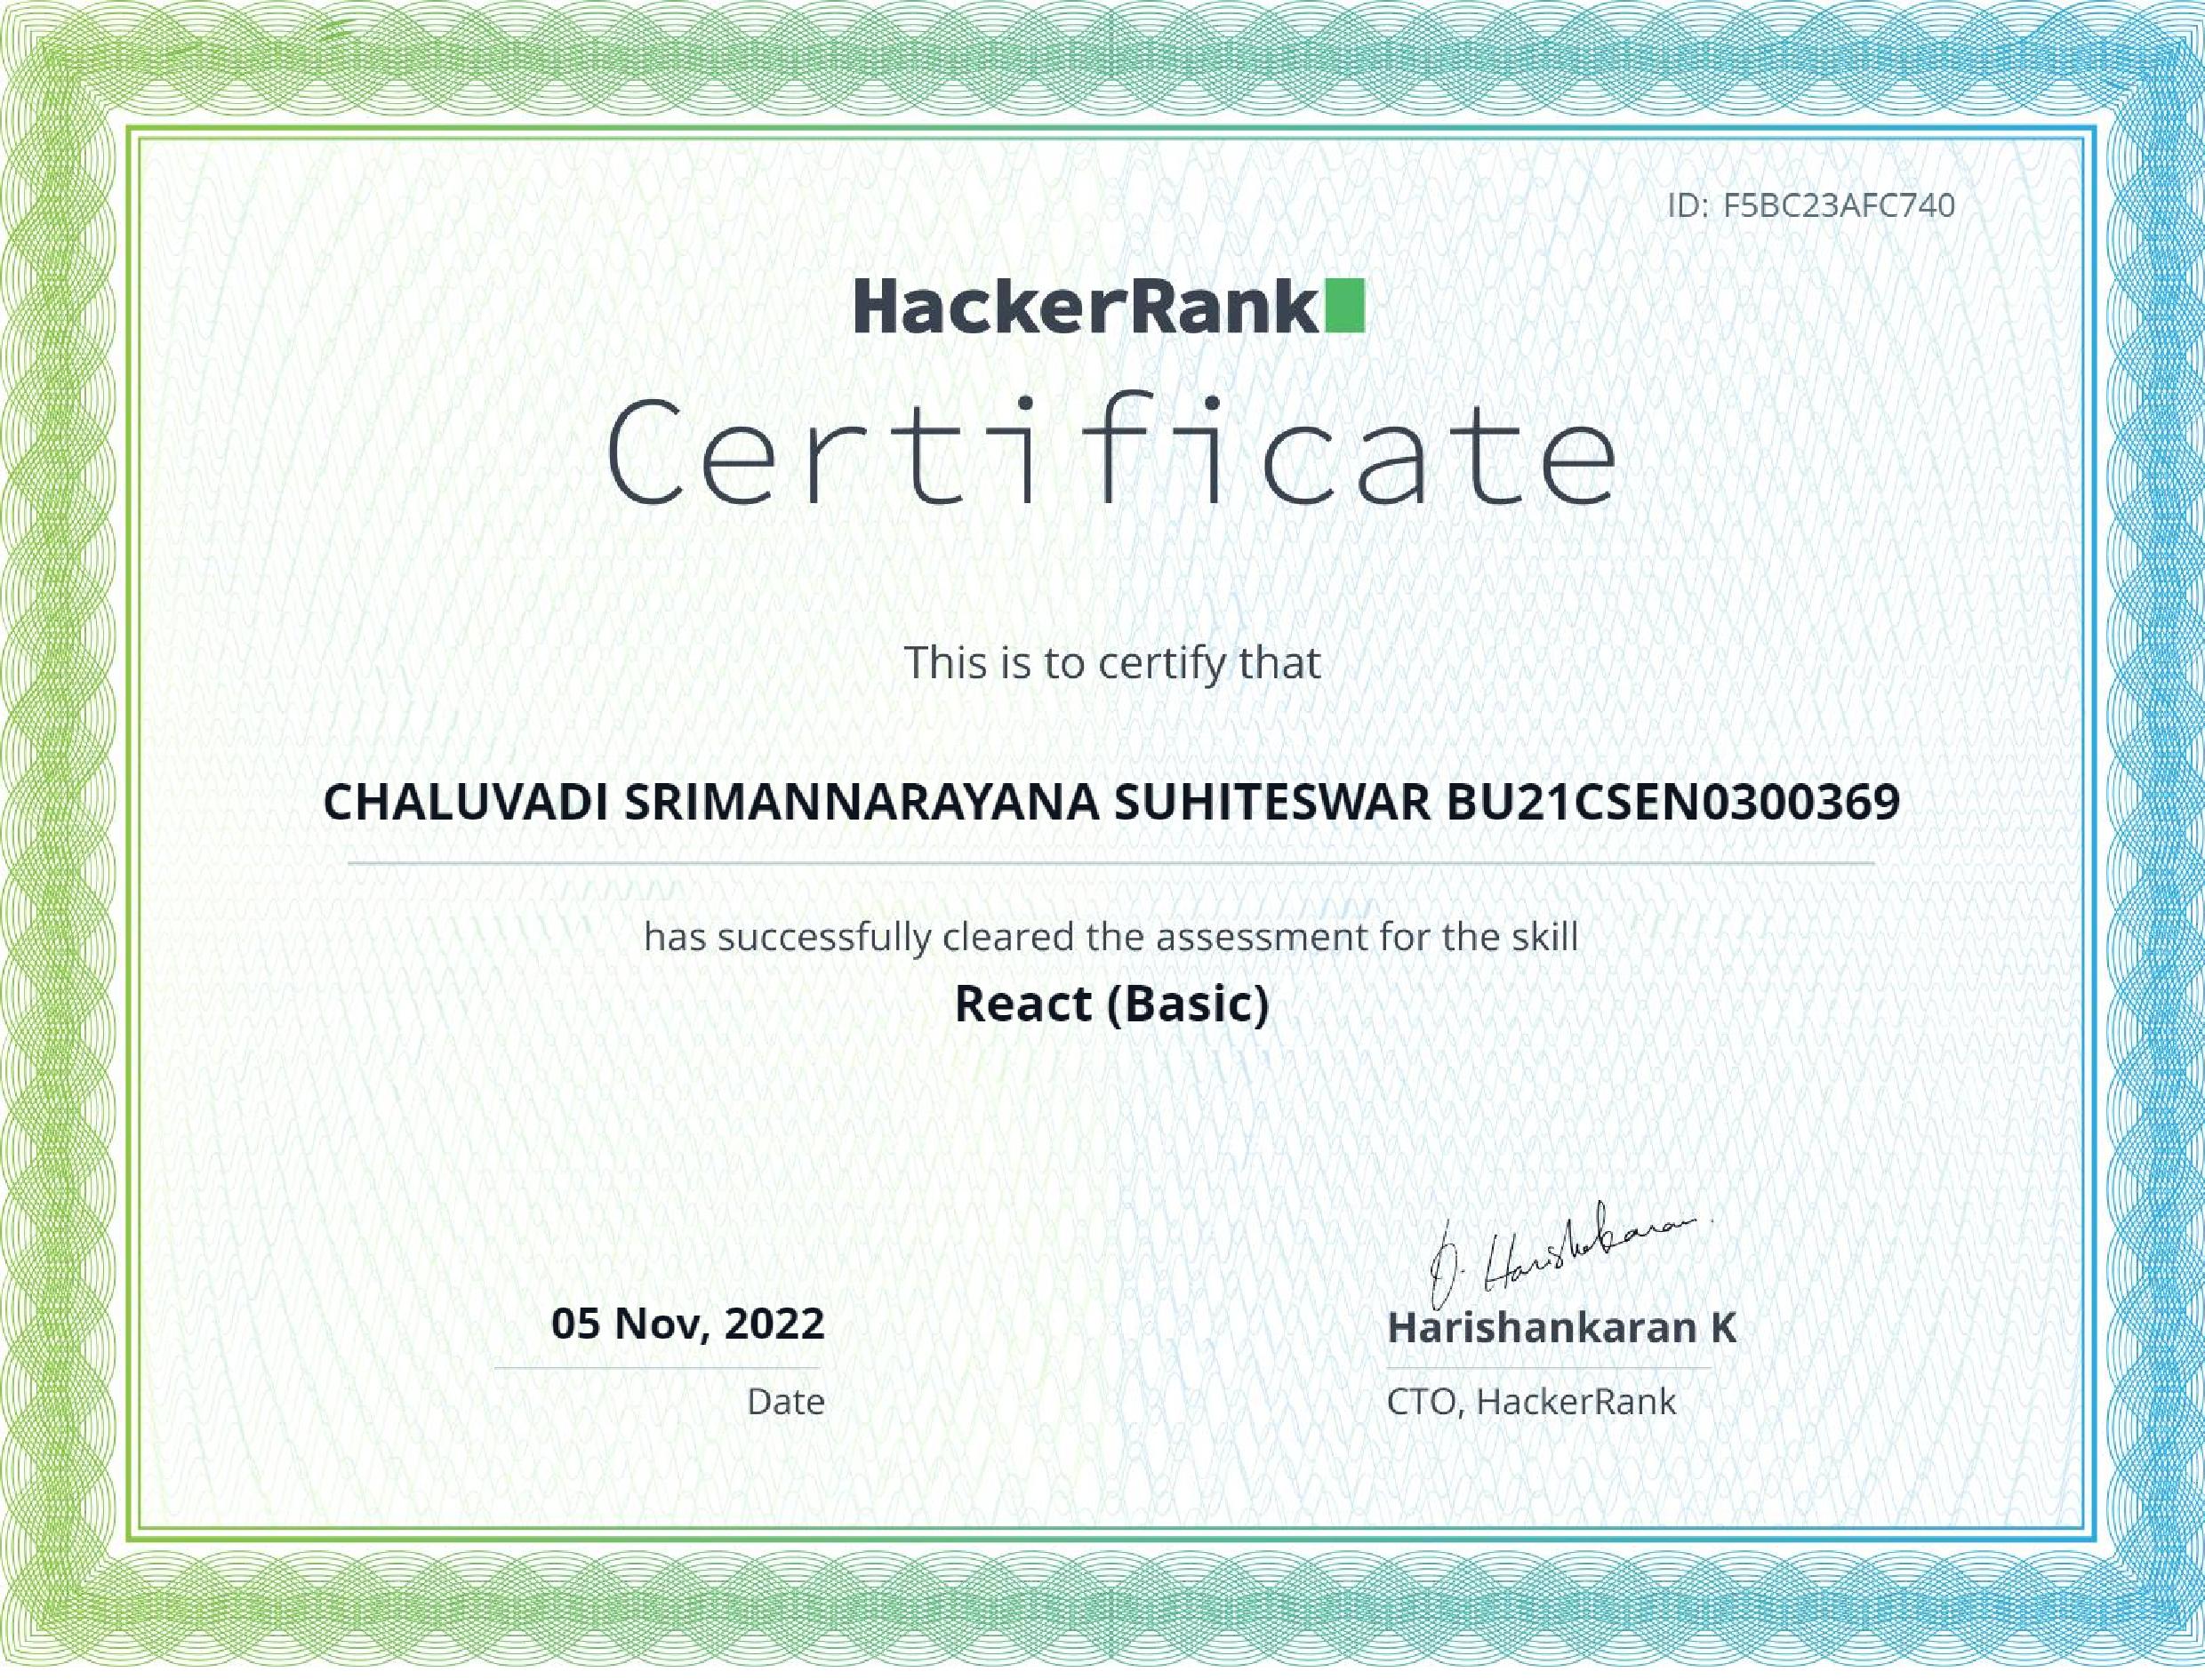 ID: F5BC23AFC740
HackerRank
Certificate
This is to certify that
CHALUVADI SRIMANNARAYANA SUHITESWAR BU21CSEN0300369
has successfully cleared the assessment for the skill
React (Basic)
05 Nov, 2022
Date
Harishankaran K
CTO, HackerRank